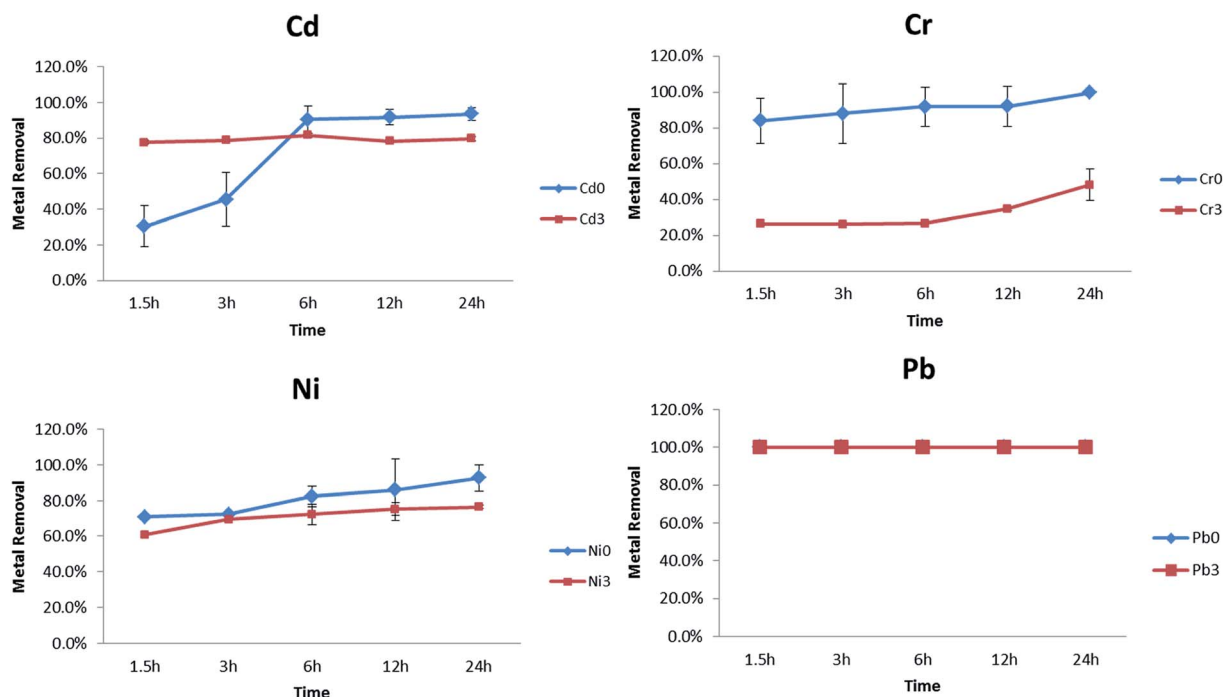 Cd
120.0%
100.0%
80.0%
60.0%
40.0%
20.0%
0.0%
Metal Removal
1.5h 3h 6h 12h 24h
Time
Cd0
Cd3
Cr
120.0%
100.0%
80.0%
60.0%
40.0%
20.0%
0.0%
Metal Removal
1.5h 3h 6h 12h 24h
Time
Cr0
Cr3
Ni
120.0%
100.0%
80.0%
60.0%
40.0%
20.0%
0.0%
Metal Removal
1.5h 3h 6h 12h 24h
Time
Ni0
Ni3
Pb
120.0%
100.0%
80.0%
60.0%
40.0%
20.0%
0.0%
Metal Removal
1.5h 3h 6h 12h 24h
Time
Pb0
Pb3